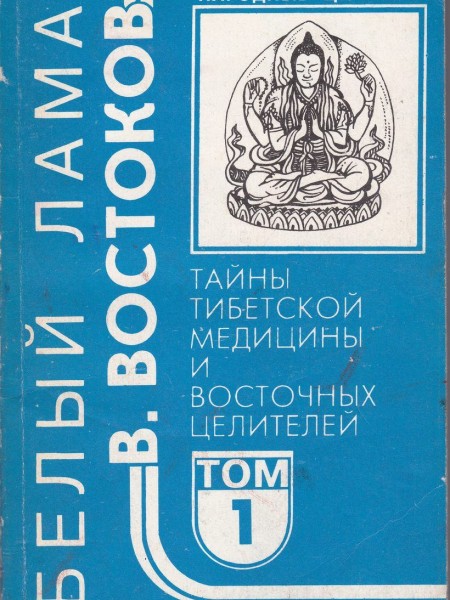 БЕЛЫЙ ЛАМА
В. ВОСТОКОВ
ТАЙНЫ
ТИБЕТСКОЙ
МЕДИЦИНЫ
И
ВОСТОЧНЫХ
ЦЕЛИТЕЛЕЙ
ТОМ
1